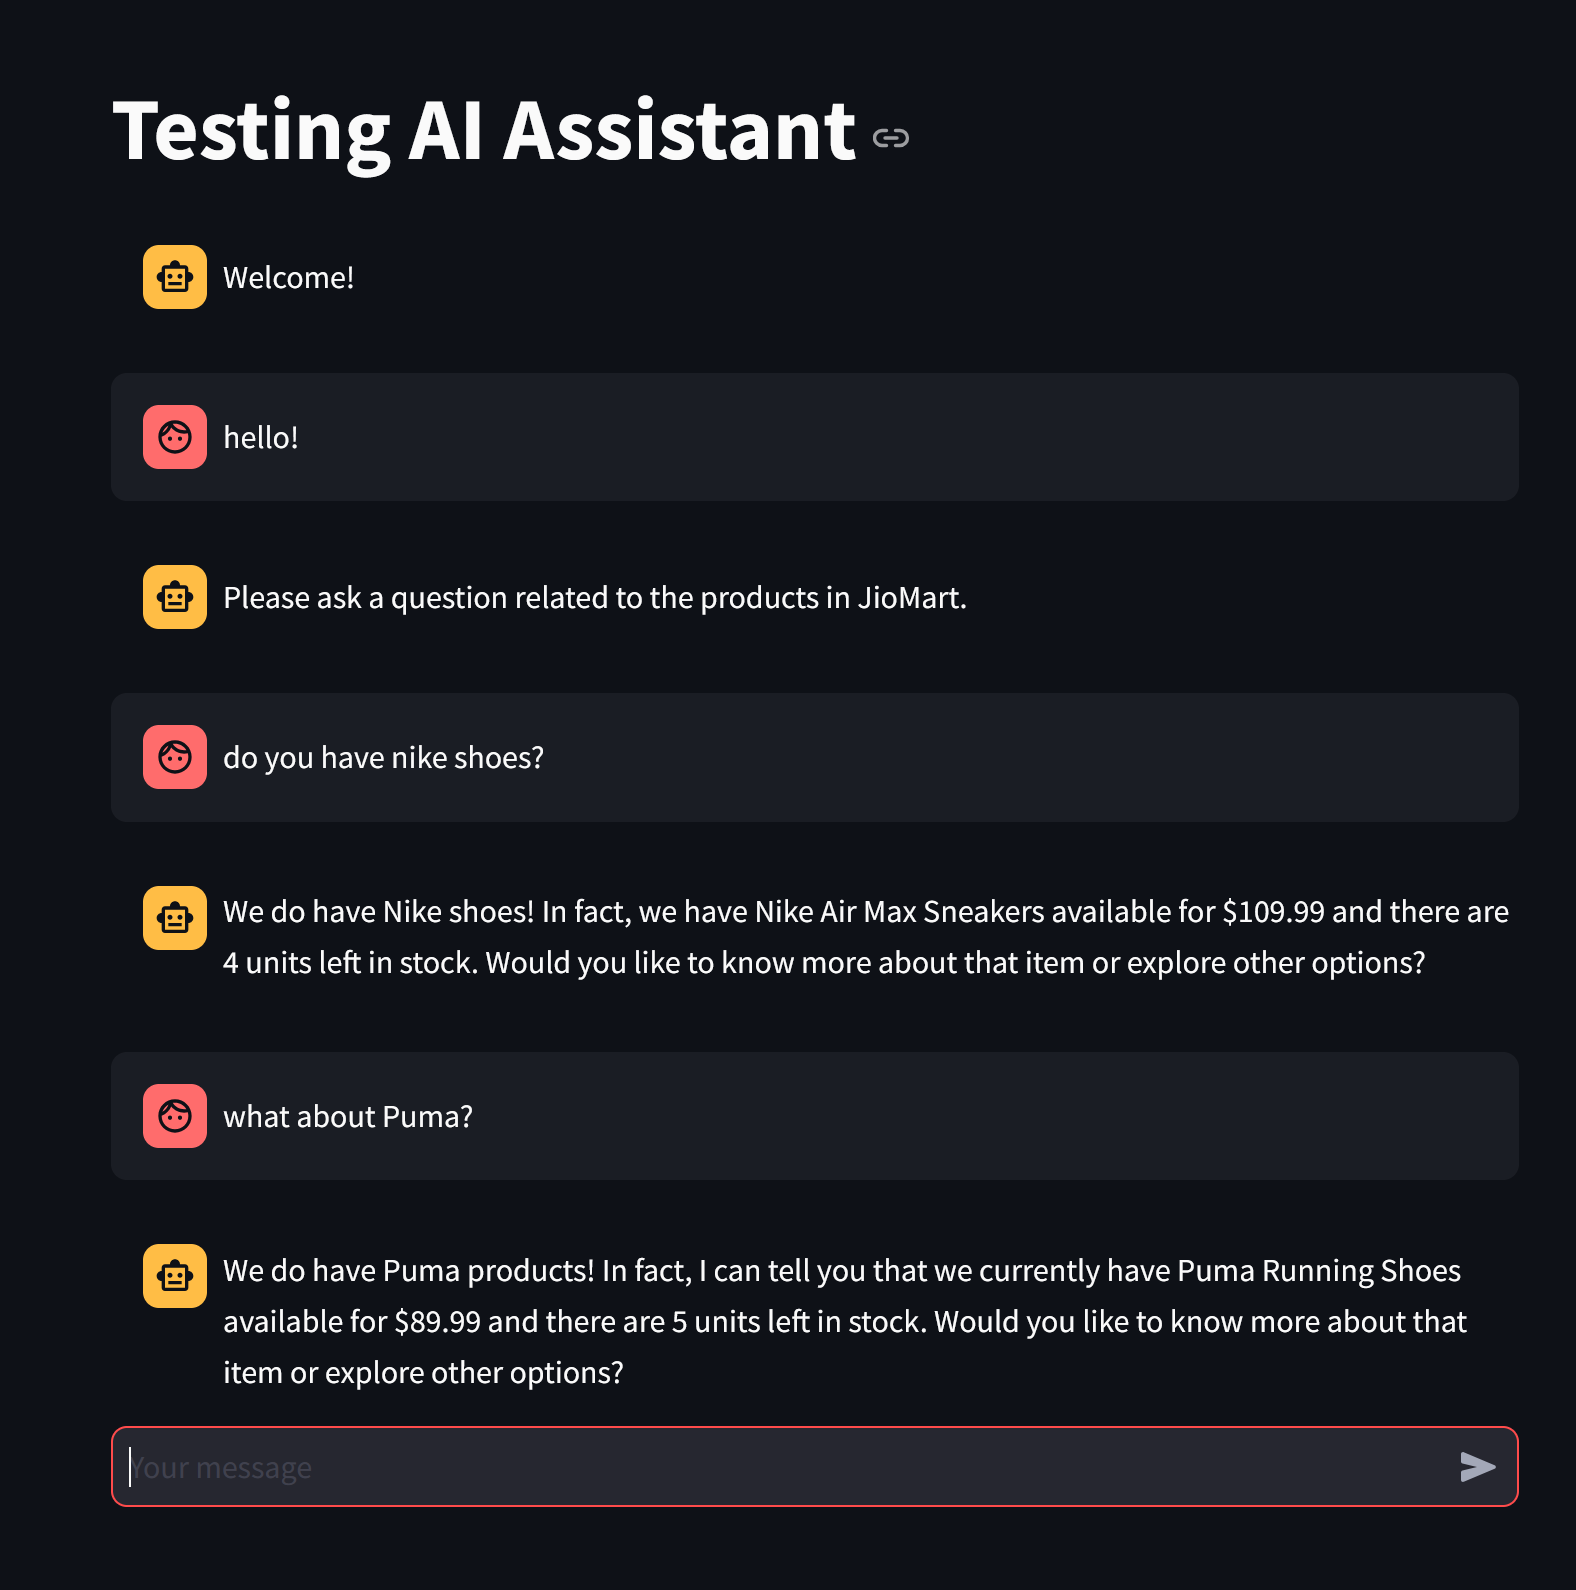 Testing AI Assistant
Welcome!
hello!
Please ask a question related to the products in JioMart.
do you have nike shoes?
We do have Nike shoes! In fact, we have Nike Air Max Sneakers available for $109.99 and there are
4 units left in stock. Would you like to know more about that item or explore other options?
what about Puma?
We do have Puma products! In fact, I can tell you that we currently have Puma Running Shoes
available for $89.99 and there are 5 units left in stock. Would you like to know more about that
item or explore other options?
Your message